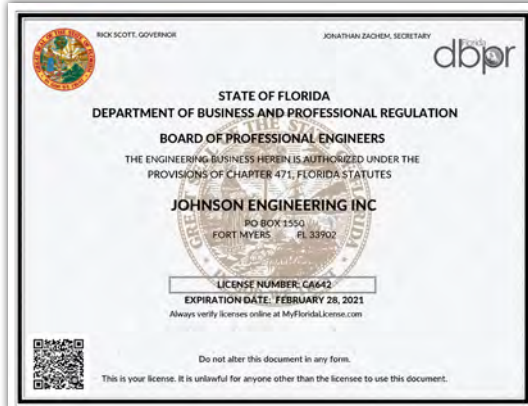 RICK SCOTT, GOVERNOR
JONATHAN ZACHEM, SECRETARY
Florida
dbpr
STATE OF FLORIDA
DEPARTMENT OF BUSINESS AND PROFESSIONAL REGULATION
BOARD OF PROFESSIONAL ENGINEERS
THE ENGINEERING BUSINESS HEREIN IS AUTHORIZED UNDER THE
PROVISIONS OF CHAPTER 471, FLORIDA STATUTES
JOHNSON ENGINEERING INC
PO BOX 1550
FORT MYERS FL 33902
LICENSE NUMBER: CA642
EXPIRATION DATE: FEBRUARY 28, 2021
Always verify licenses online at MyFloridaLicense.com
Do not alter this document in any form.
This is your license. It is unlawful for anyone other than the licensee to use this document.